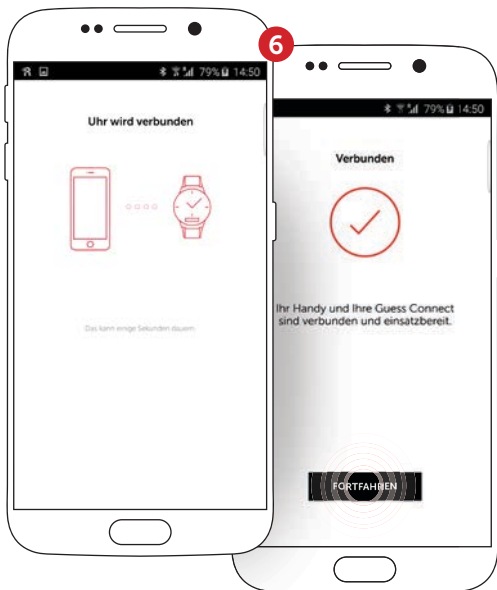 6
79% 14:50
Uhr wird verbunden
Das kann einige Sekunden dauern.
79% 14:50
Verbunden
Ihr Handy und Ihre Guess Connect
sind verbunden und einsatzbereit.
FORTFAHREN